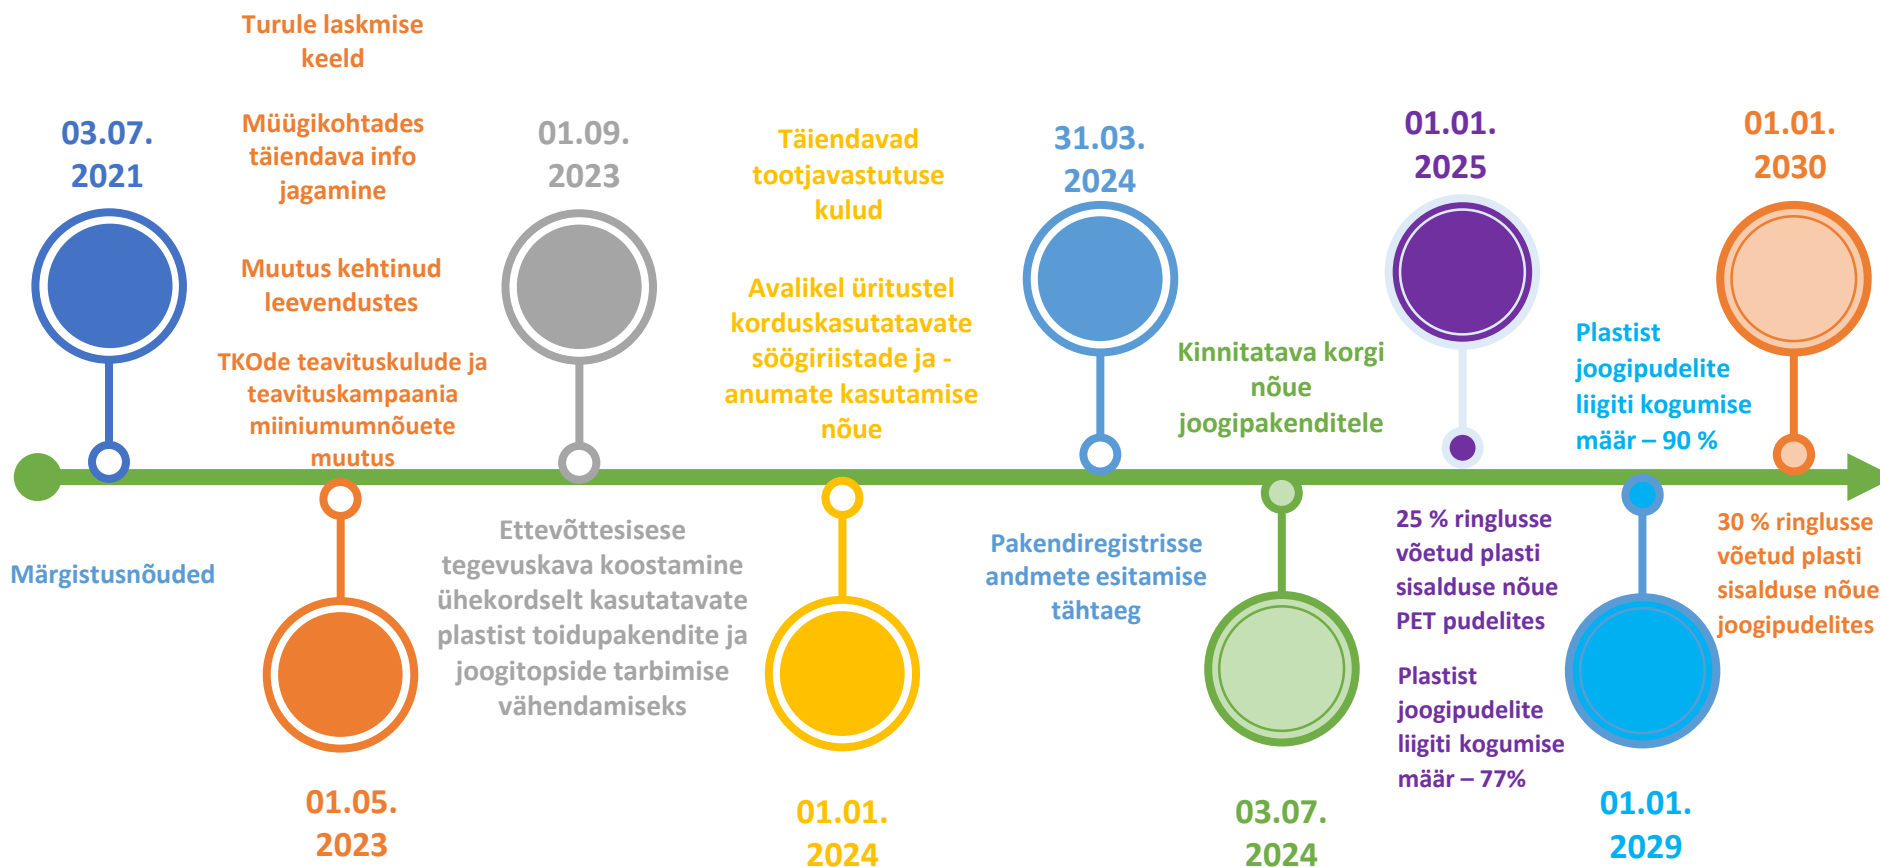 03.07.
2021
Märgistusnõuded
Turule laskmise
keeld
Müügikohtades
täiendava info
jagamine
Muutus kehtinud
leevendustes
TKOde teavituskulude ja
teavituskampaania
miiniumumnõuete
muutus
01.05.
2023
01.09.
2023
Ettevõttesisese
tegevuskava koostamine
ühekordselt kasutatavate
plastist toidupakendite ja
joogitopside tarbimise
vähendamiseks
Täiendavad
tootjavastutuse
kulud
Avalikel üritustel
korduskasutatavate
söögiriistade ja -
anumate kasutamise
nõue
01.01.
2024
31.03.
2024
Pakendiregistrisse
andmete esitamise
tähtaeg
Kinnitatava korgi
nõue
joogipakenditele
03.07.
2024
01.01.
2025
25 % ringlusse
võetud plasti
sisalduse nõue
PET pudelites
Plastist
joogipudelite
liigiti kogumise
määr – 77%
Plastist
joogipudelite
liigiti kogumise
määr – 90 %
01.01.
2029
01.01.
2030
30 % ringlusse
võetud plasti
sisalduse nõue
joogipudelites